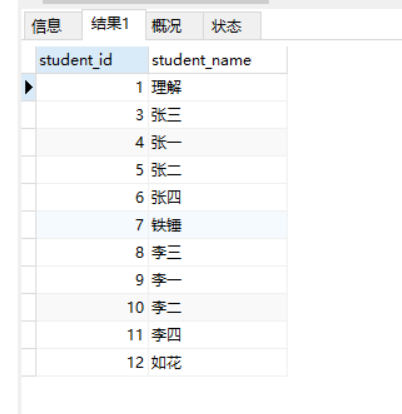 信息 结果1 概况 状态
student_id student_name
1 理解
3 张三
4 张一
5 张二
6 张四
7 铁锤
8 李三
9 李一
10 李二
11 李四
12 如花